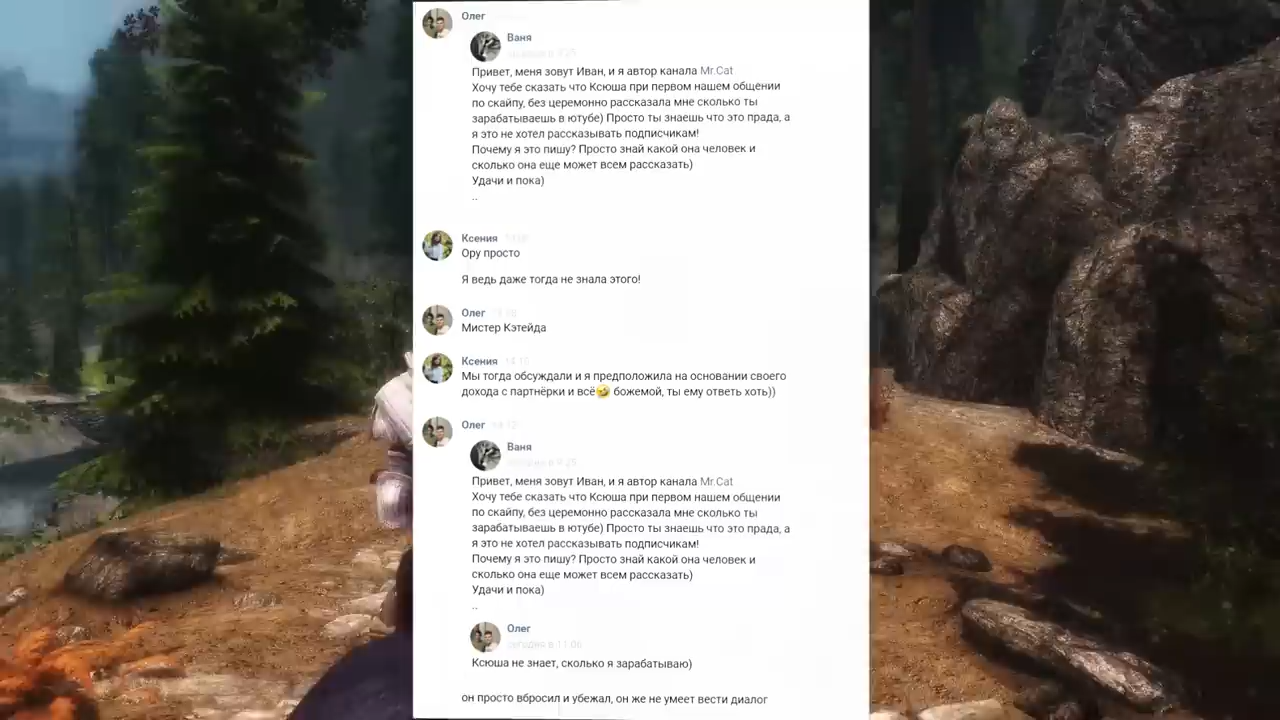 Олег
Ваня
Привет, меня зовут Иван, и я автор канала Mr.Cat
Хочу тебе сказать что Ксюша при первом нашем общении
по скайпу, без церемонно рассказала мне сколько ты
зарабатываешь в ютубе) Просто ты знаешь что это прада, а
я это не хотел рассказывать подписчикам!
Почему я это пишу? Просто знай какой она человек и
сколько она еще может всем рассказать)
Удачи и пока)
..
Ксения
Ору просто
Я ведь даже тогда не знала этого!
Олег
Мистер Кэтейда
Ксения 14:10
Мы тогда обсуждали и я предположила на основании своего
дохода с партнёрки и всё🤣 божемой, ты ему ответь хоть))
Олег 14:12
Ваня
Привет, меня зовут Иван, и я автор канала Mr.Cat
Хочу тебе сказать что Ксюша при первом нашем общении
по скайпу, без церемонно рассказала мне сколько ты
зарабатываешь в ютубе) Просто ты знаешь что это прада, а
я это не хотел рассказывать подписчикам!
Почему я это пишу? Просто знай какой она человек и
сколько она еще может всем рассказать)
Удачи и пока)
..
Олег
сегодня в 11:06
Ксюша не знает, сколько я зарабатываю)
он просто вбросил и убежал, он же не умеет вести диалог